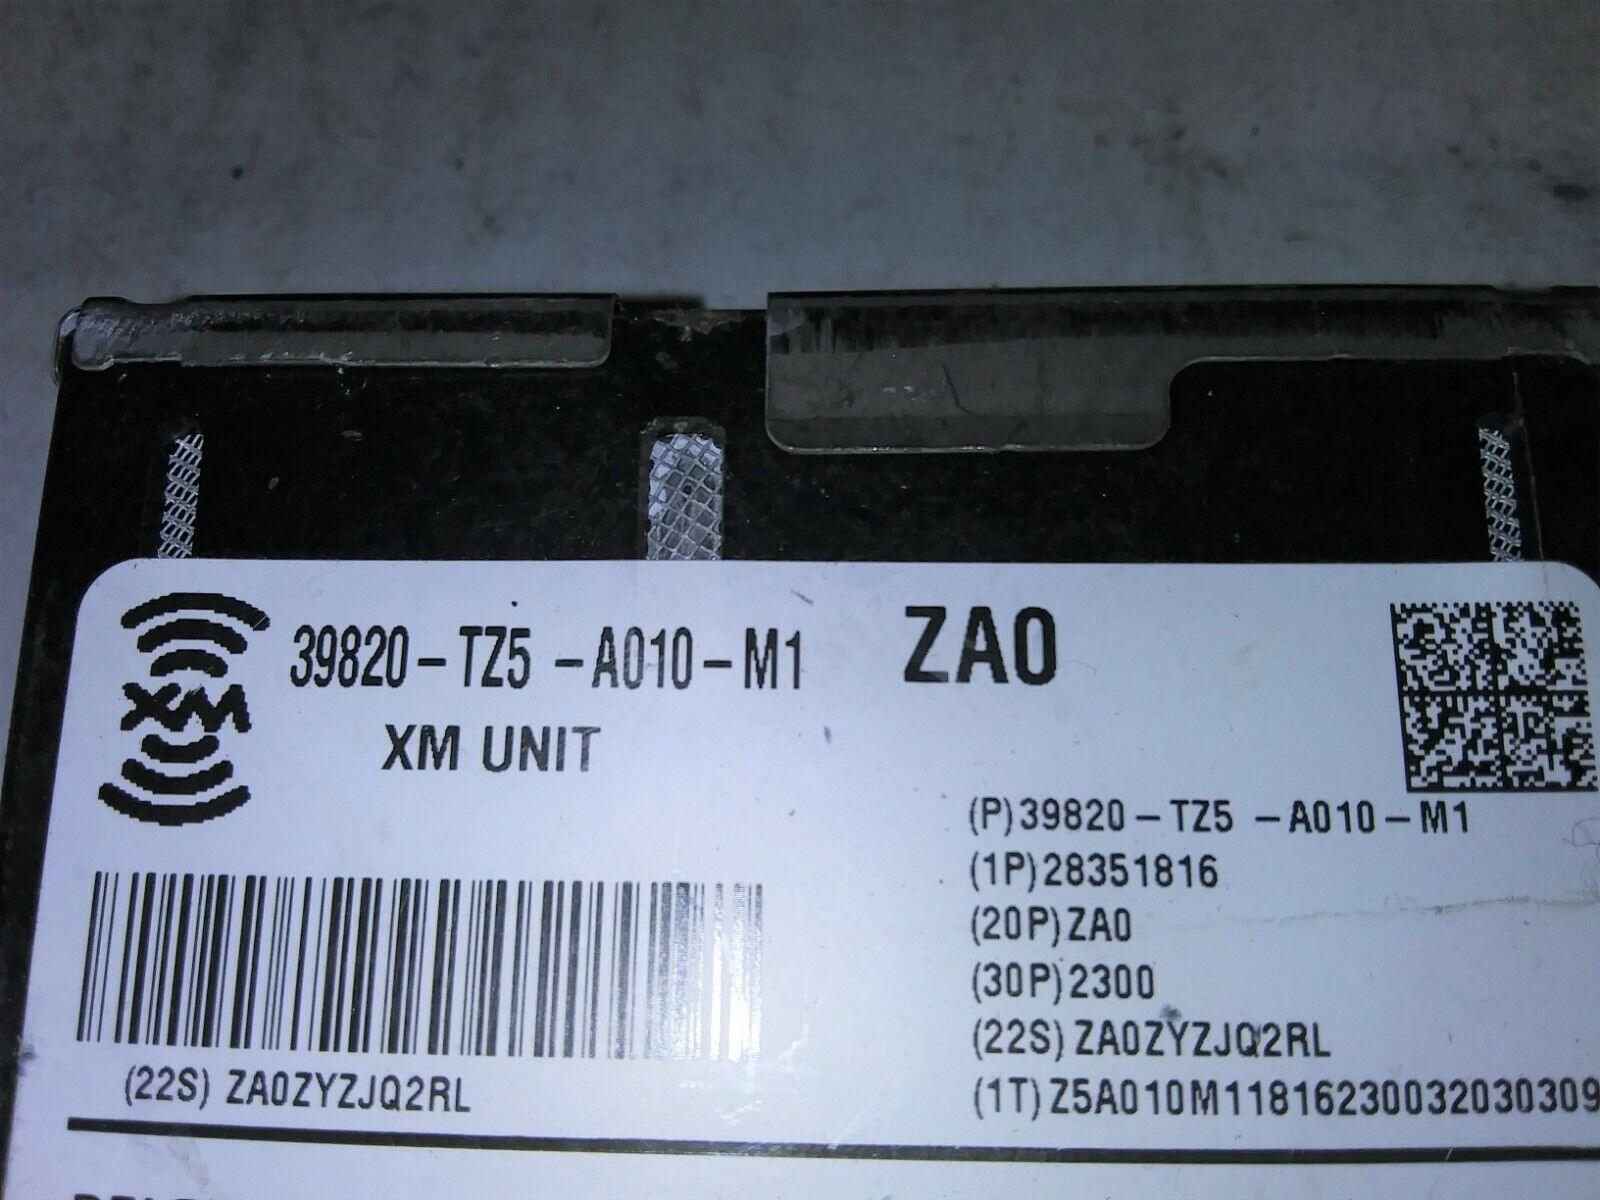 39820-TZ5-A010-M1 ZA0
XM
XM UNIT
(P)39820-TZ5-A010-M1
(1P)28351816
(20P)ZA0
(30P)2300
(22S)ZA0ZYZJQ2RL
(1T)Z5A010M11816230032030309
(22S) ZA0ZYZJQ2RL